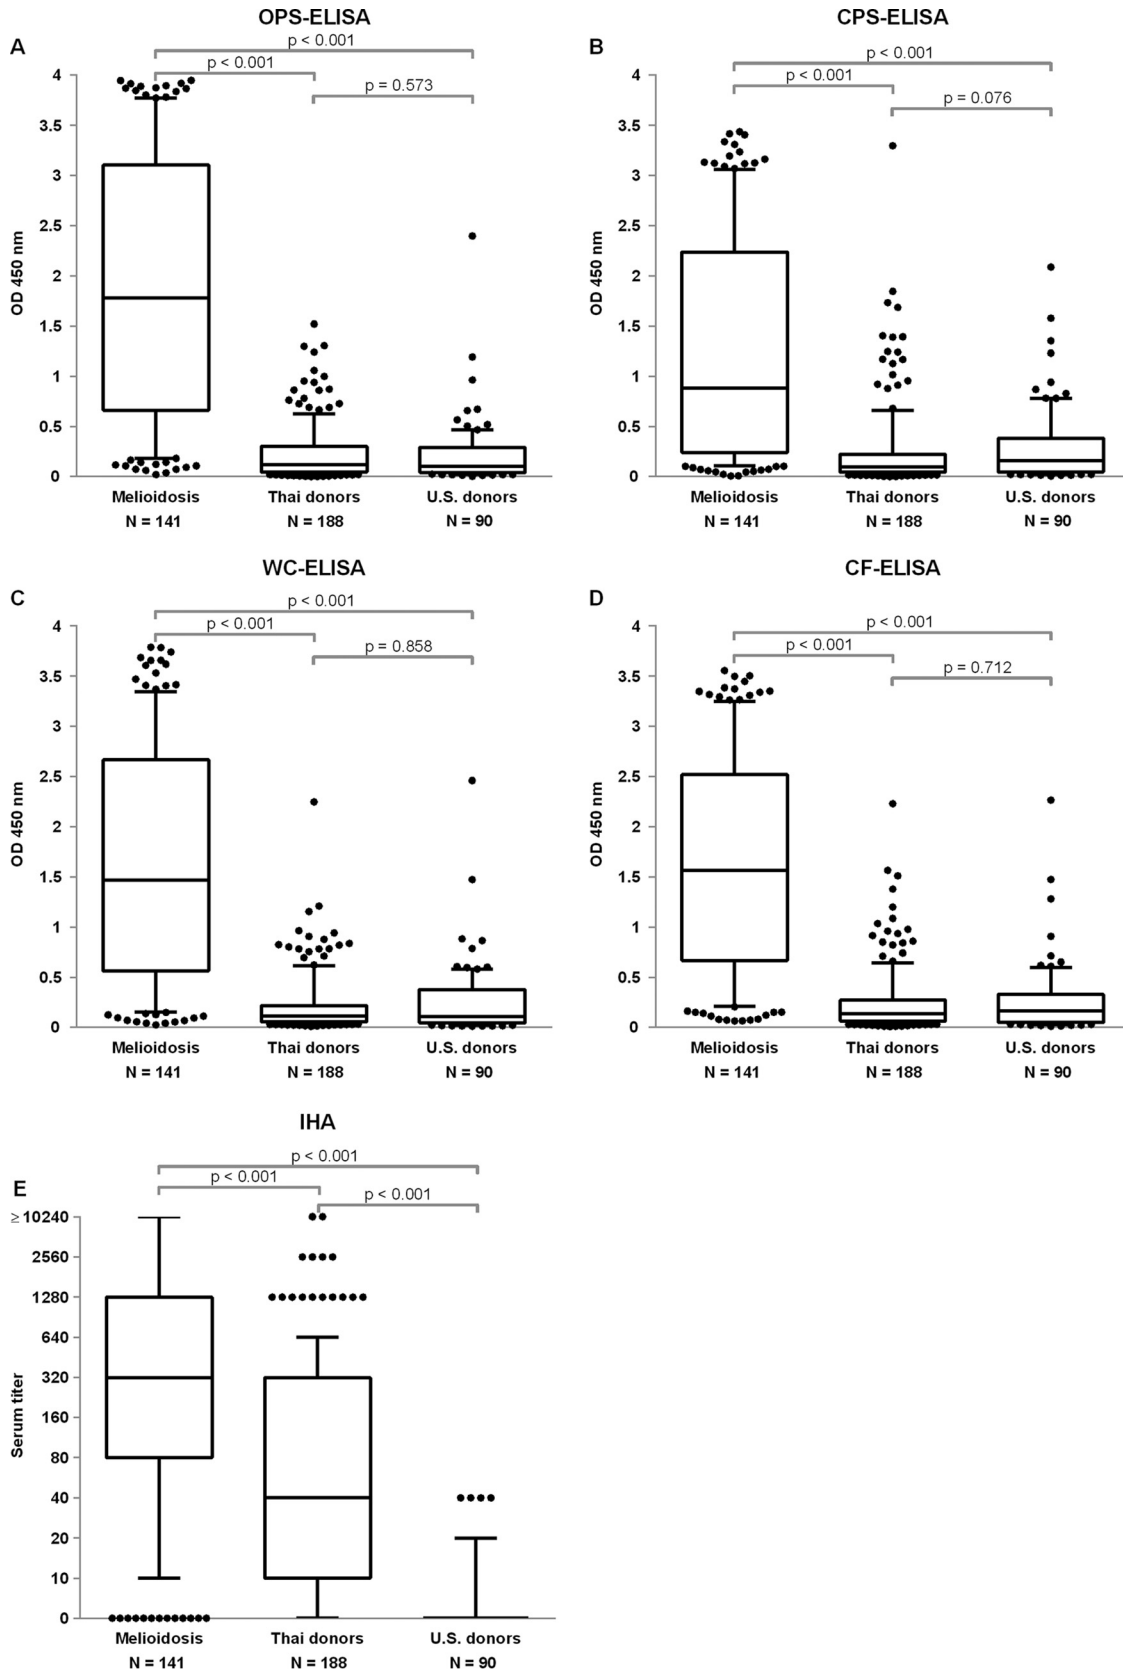 OPS-ELISA
A
p < 0.001
p < 0.001
p = 0.573
4
3.5
3
2.5
2
1.5
1
0.5
0
OD 450 nm
Melioidosis Thai donors U.S. donors
N = 141 N = 188 N = 90
CPS-ELISA
B
p < 0.001
p < 0.001
p = 0.076
4
3.5
3
2.5
2
1.5
1
0.5
0
OD 450 nm
Melioidosis Thai donors U.S. donors
N = 141 N = 188 N = 90
WC-ELISA
C
p < 0.001
p < 0.001
p = 0.858
4
3.5
3
2.5
2
1.5
1
0.5
0
OD 450 nm
Melioidosis Thai donors U.S. donors
N = 141 N = 188 N = 90
CF-ELISA
D
p < 0.001
p < 0.001
p = 0.712
4
3.5
3
2.5
2
1.5
1
0.5
0
OD 450 nm
Melioidosis Thai donors U.S. donors
N = 141 N = 188 N = 90
IHA
E
p < 0.001
p < 0.001
p < 0.001
≥ 10240
2560
1280
640
320
160
80
40
20
10
0
Serum titer
Melioidosis Thai donors U.S. donors
N = 141 N = 188 N = 90